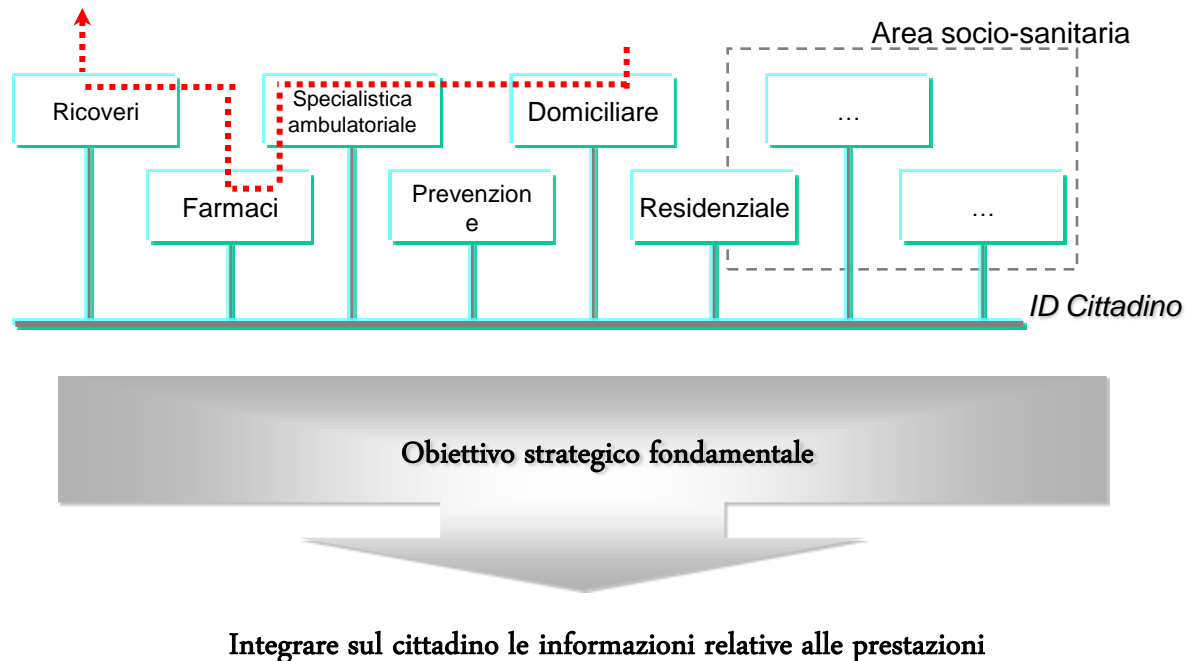 Area socio-sanitaria
Ricoveri
Specialistica
ambulatoriale
Domiciliare
…
Farmaci
Prevenzion
e
Residenziale
…
ID Cittadino
Obiettivo strategico fondamentale
Integrare sul cittadino le informazioni relative alle prestazioni